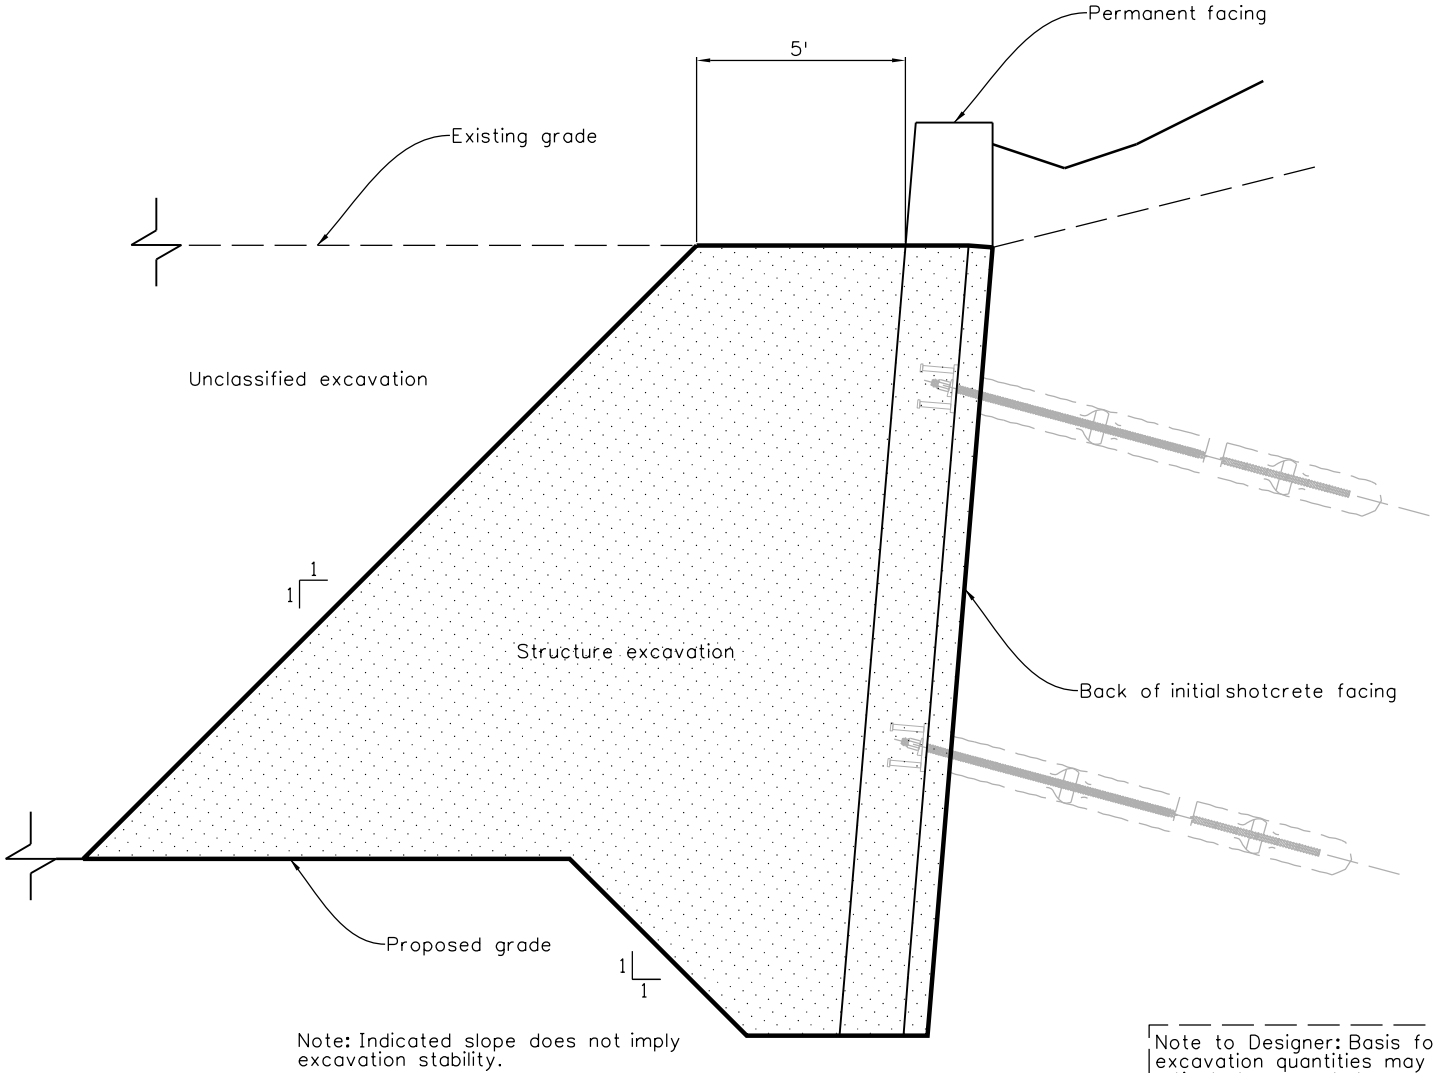 Permanent facing
5'
Existing grade
Unclassified excavation
1
1
Structure excavation
Back of initial shotcrete facing
Proposed grade
1
1
Note: Indicated slope does not imply
excavation stability.
Note to Designer: Basis fo
excavation quantities may